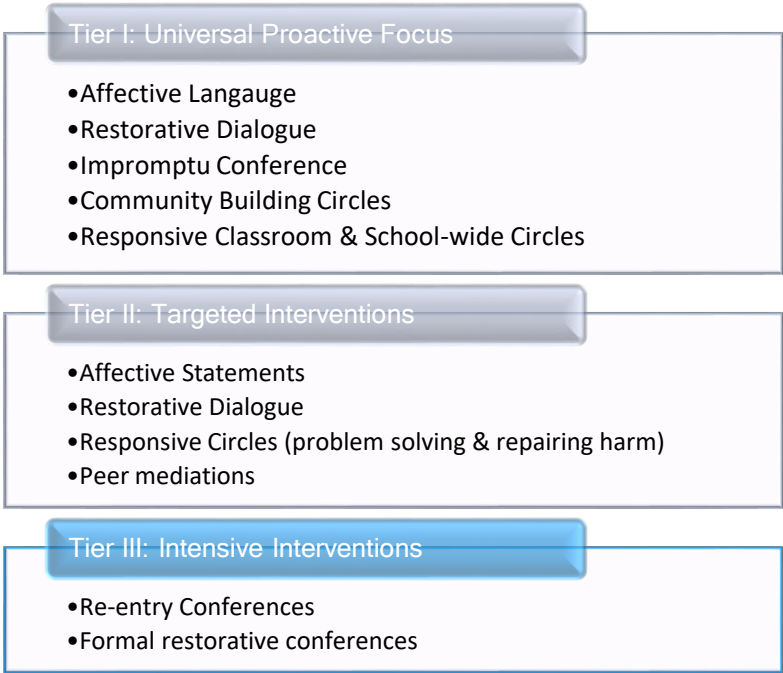 Tier I: Universal Proactive Focus
•Affective Langauge
•Restorative Dialogue
•Impromptu Conference
•Community Building Circles
•Responsive Classroom & School-wide Circles
Tier II: Targeted Interventions
•Affective Statements
•Restorative Dialogue
•Responsive Circles (problem solving & repairing harm)
•Peer mediations
Tier III: Intensive Interventions
•Re-entry Conferences
•Formal restorative conferences